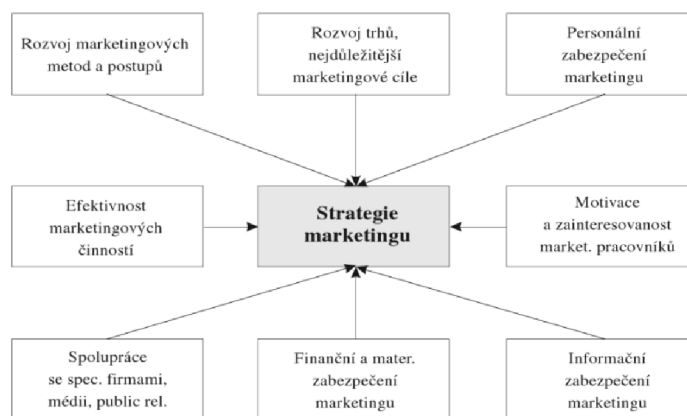 Rozvoj marketingových
metod a postupů
Rozvoj trhů,
nejdůležitější
marketingové cíle
Personální
zabezpečení
marketingu
Efektivnost
marketingových
činností
Strategie
marketingu
Motivace
a zainteresovanost
market. pracovníků
Spolupráce
se spec. firmami,
médii, public rel.
Finanční a mater.
zabezpečení
marketingu
Informační
zabezpečení
marketingu